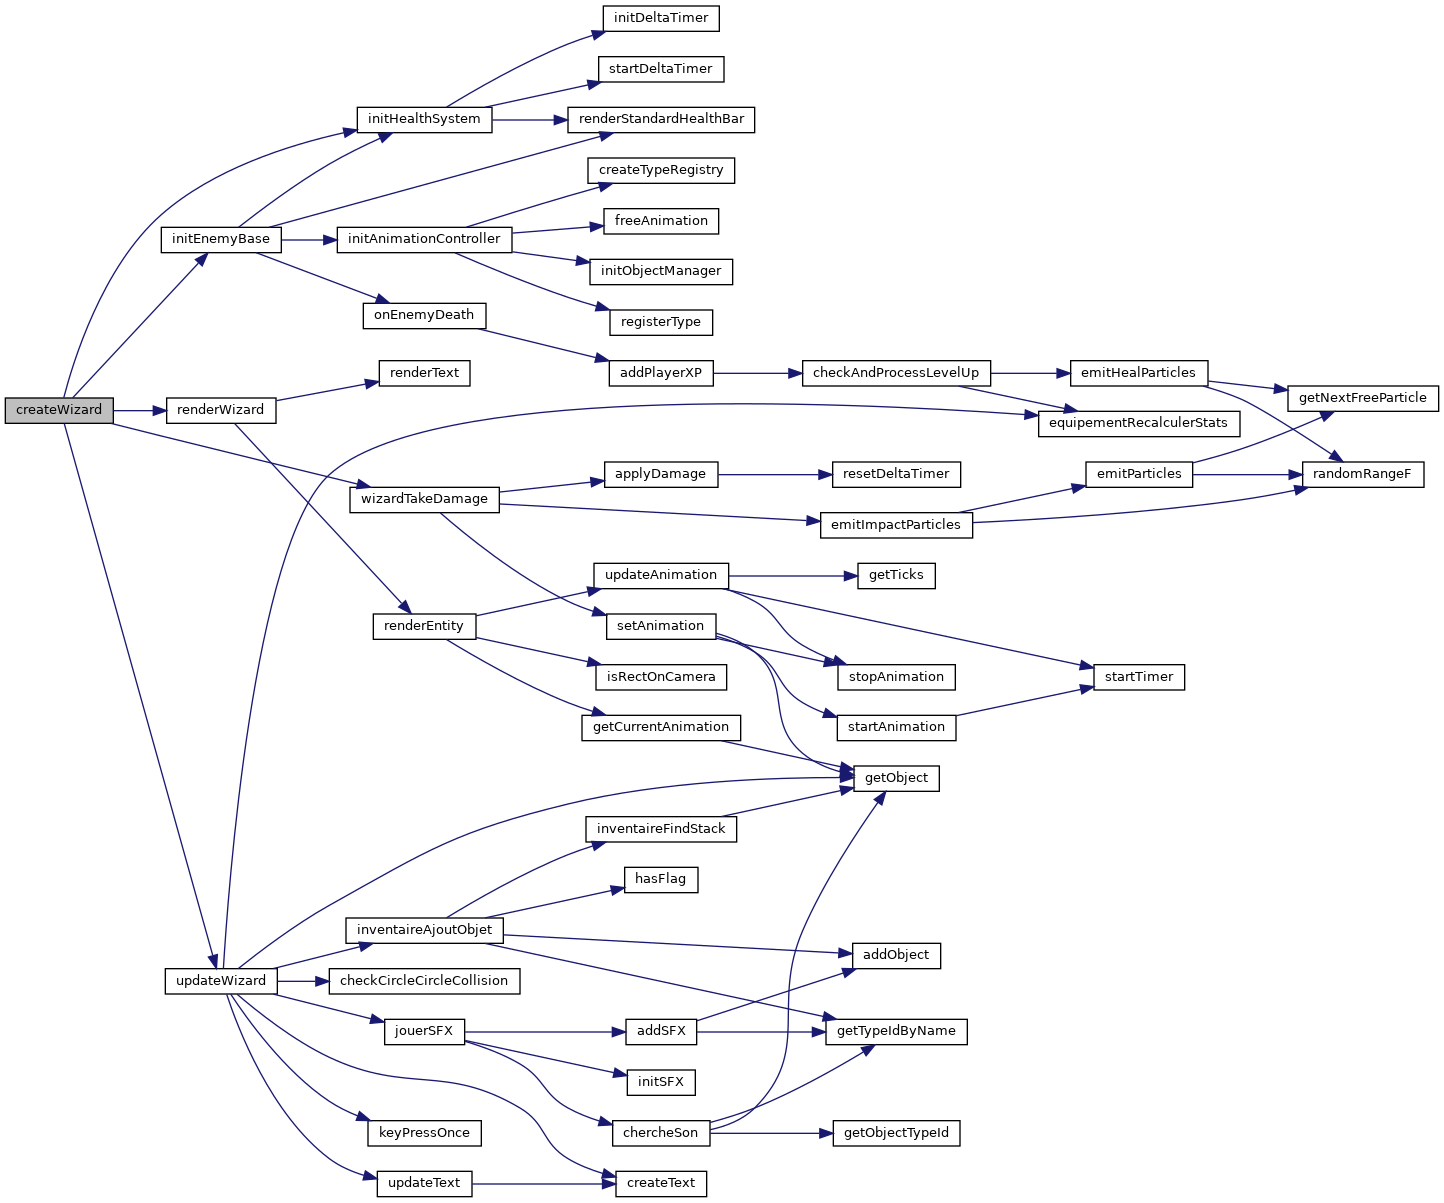 initDeltaTimer
startDeltaTimer
initHealthSystem
renderStandardHealthBar
createTypeRegistry
freeAnimation
initEnemyBase
initAnimationController
initObjectManager
onEnemyDeath
registerType
renderText
addPlayerXP
checkAndProcessLevelUp
emitHealParticles
getNextFreeParticle
createWizard
renderWizard
equipementRecalculerStats
wizardTakeDamage
applyDamage
resetDeltaTimer
emitParticles
randomRangeF
emitImpactParticles
updateAnimation
getTicks
renderEntity
setAnimation
isRectOnCamera
stopAnimation
startTimer
getCurrentAnimation
startAnimation
getObject
inventaireFindStack
hasFlag
inventaireAjoutObjet
addObject
updateWizard
checkCircleCircleCollision
jouerSFX
addSFX
getTypeIdByName
initSFX
keyPressOnce
chercheSon
getObjectTypeId
updateText
createText